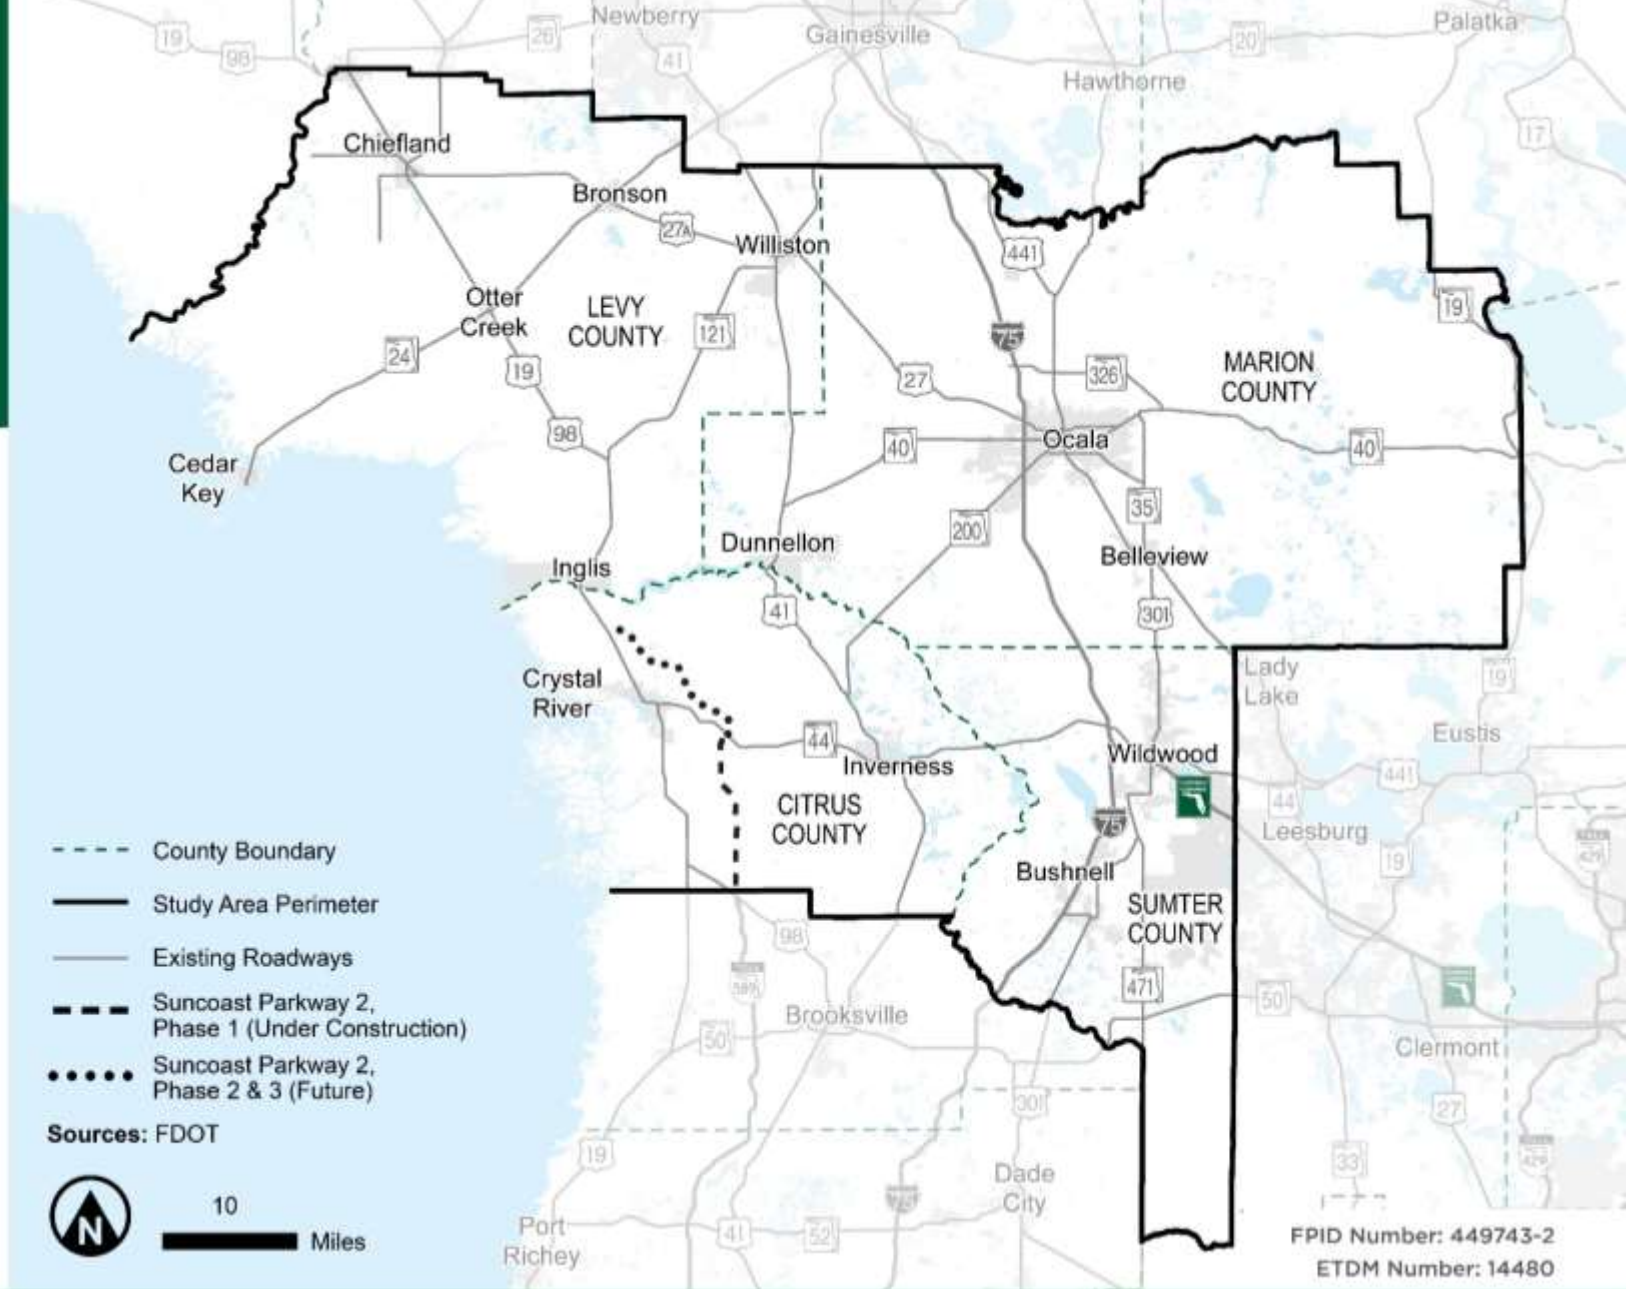 Newberry
Gainesville
Palatka
19
98
26
41
20
Hawthorne
17
Chiefland
Bronson
27A
Williston
441
Otter
Creek
LEVY
COUNTY
121
24
19
75
326
MARION
COUNTY
19
27
98
40
Ocala
40
Cedar
Key
35
200
Dunnellon
Belleview
Inglis
41
301
Crystal
River
Lady
Lake
19
Eustis
44
Inverness
Wildwood
441
CITRUS
COUNTY
75
44
Leesburg
19
429
Bushnell
SUMTER
COUNTY
98
589
471
50
Brooksville
50
Clermont
301
27
19
33
429
Dade
City
75
Port
Richey
41
52
County Boundary
Study Area Perimeter
Existing Roadways
Suncoast Parkway 2,
Phase 1 (Under Construction)
Suncoast Parkway 2,
Phase 2 & 3 (Future)
Sources: FDOT
N
10
Miles
FPID Number: 449743-2
ETDM Number: 14480